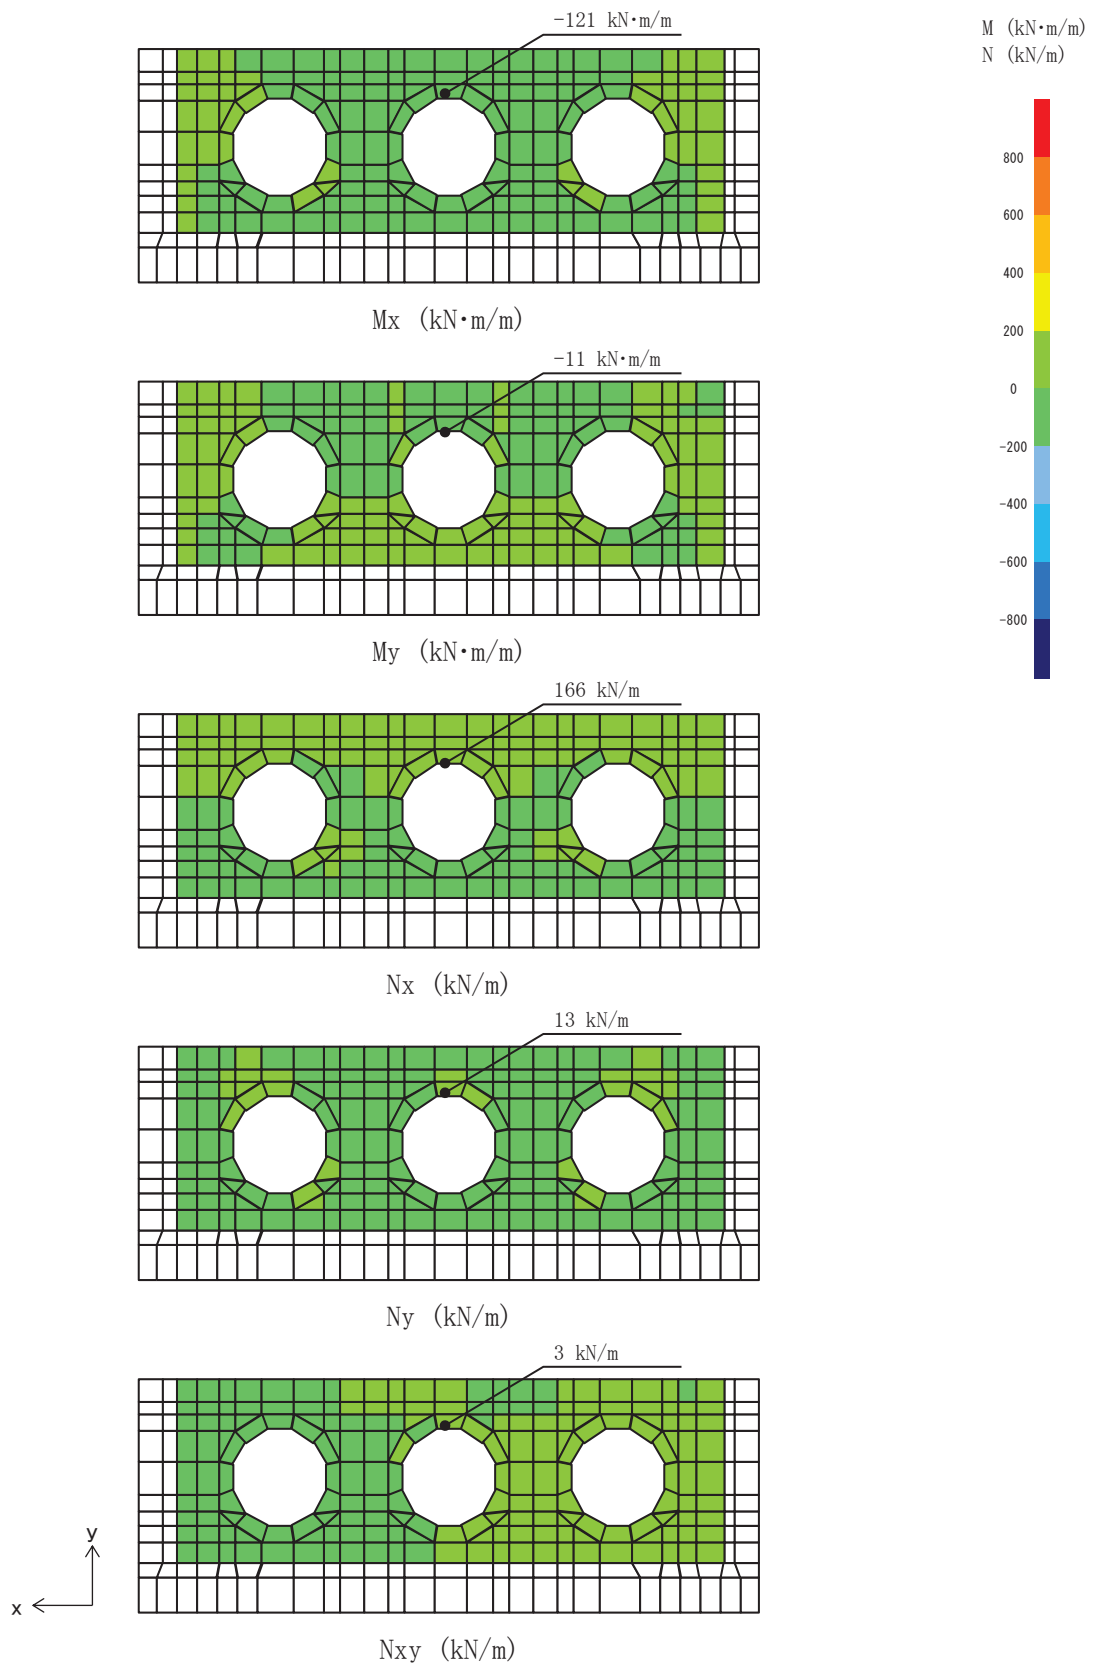 -121 kN·m/m
M (kN·m/m)
N (kN/m)
800
600
400
200
0
-200
-400
-600
-800
Mx (kN·m/m)
-11 kN·m/m
My (kN·m/m)
166 kN/m
Nx (kN/m)
13 kN/m
Ny (kN/m)
3 kN/m
Nxy (kN/m)
y
x